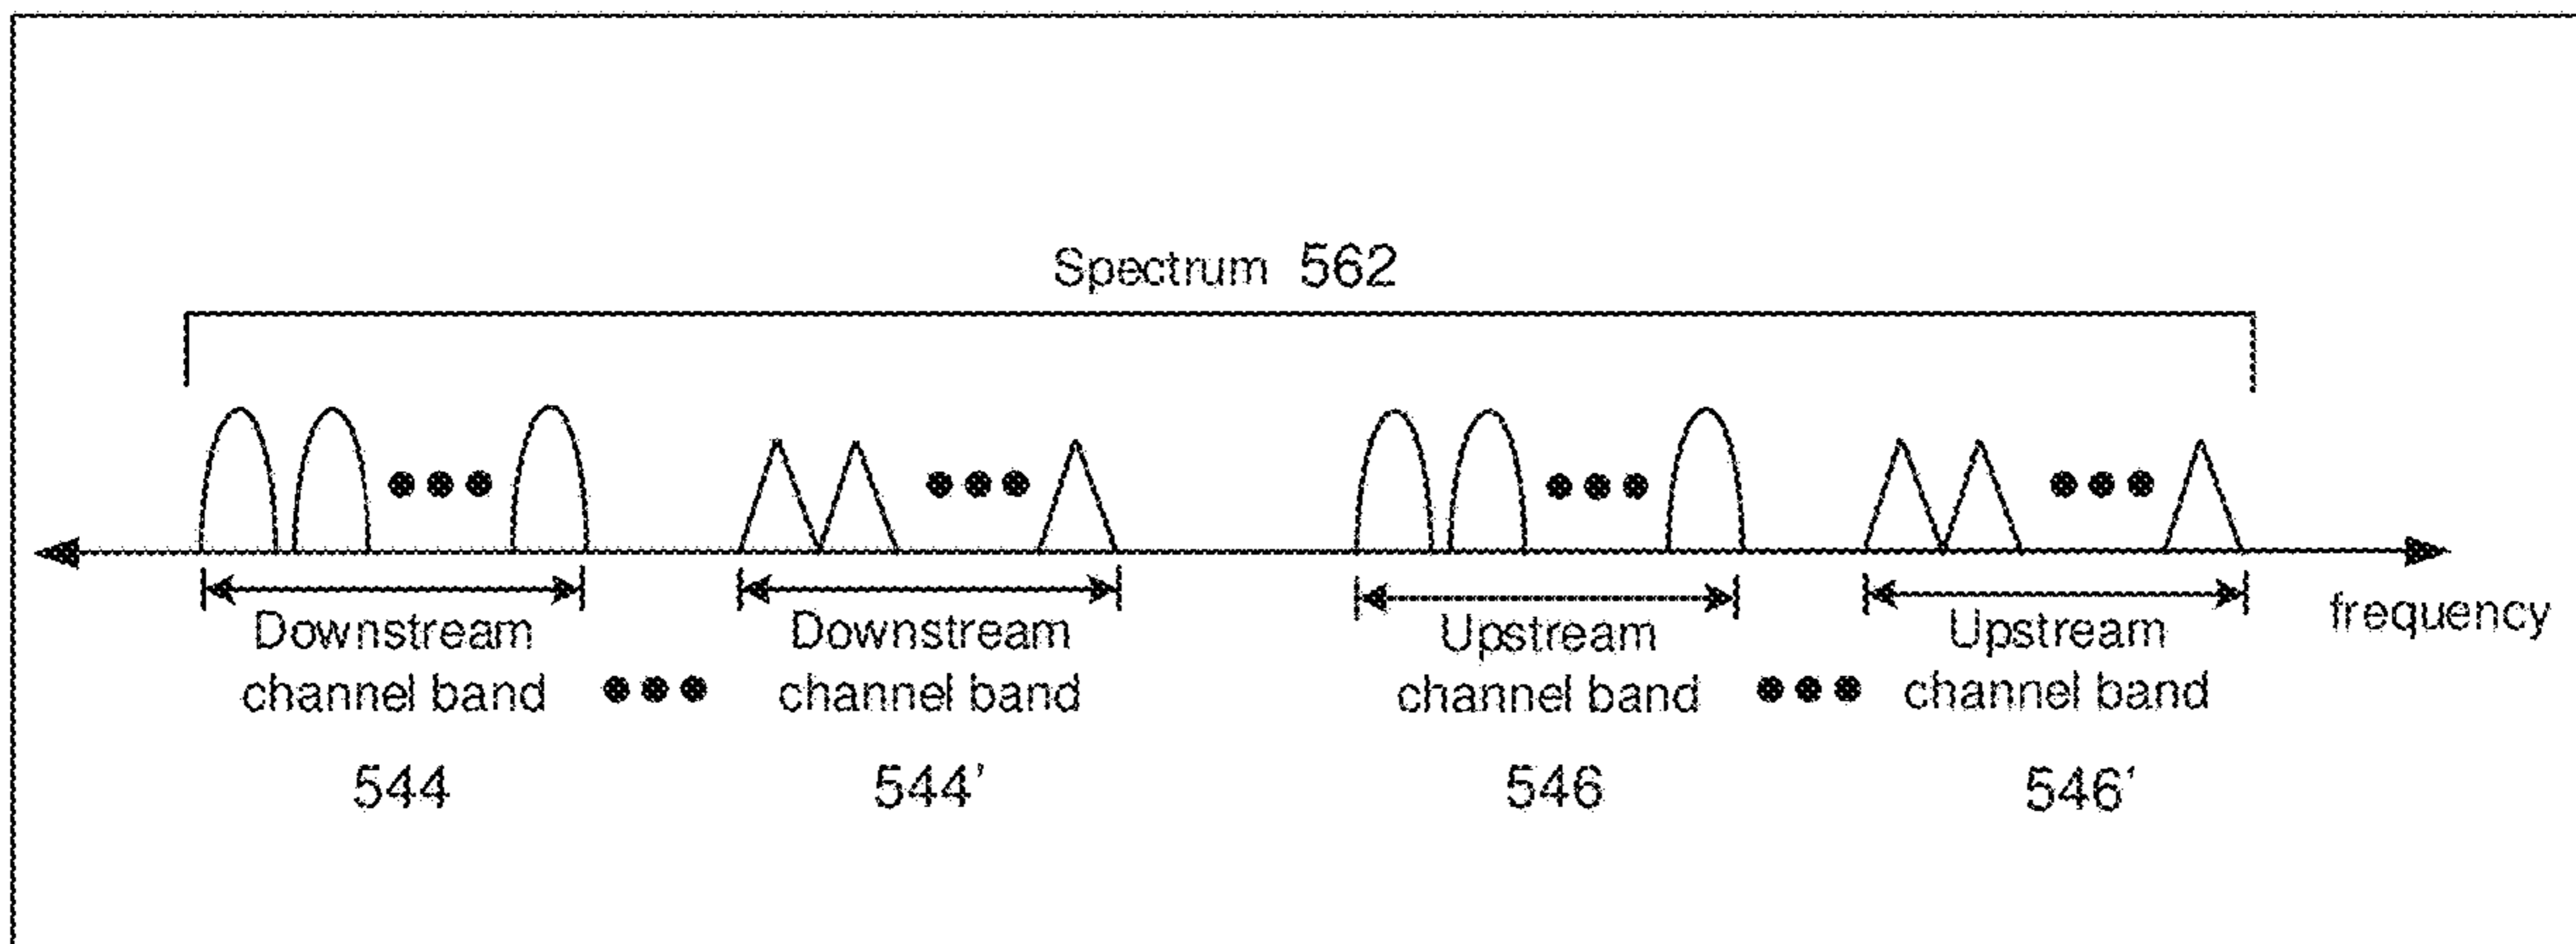 Spectrum 562
Downstream channel band 544
Downstream channel band 544'
Upstream channel band 546
Upstream channel band 546'
frequency